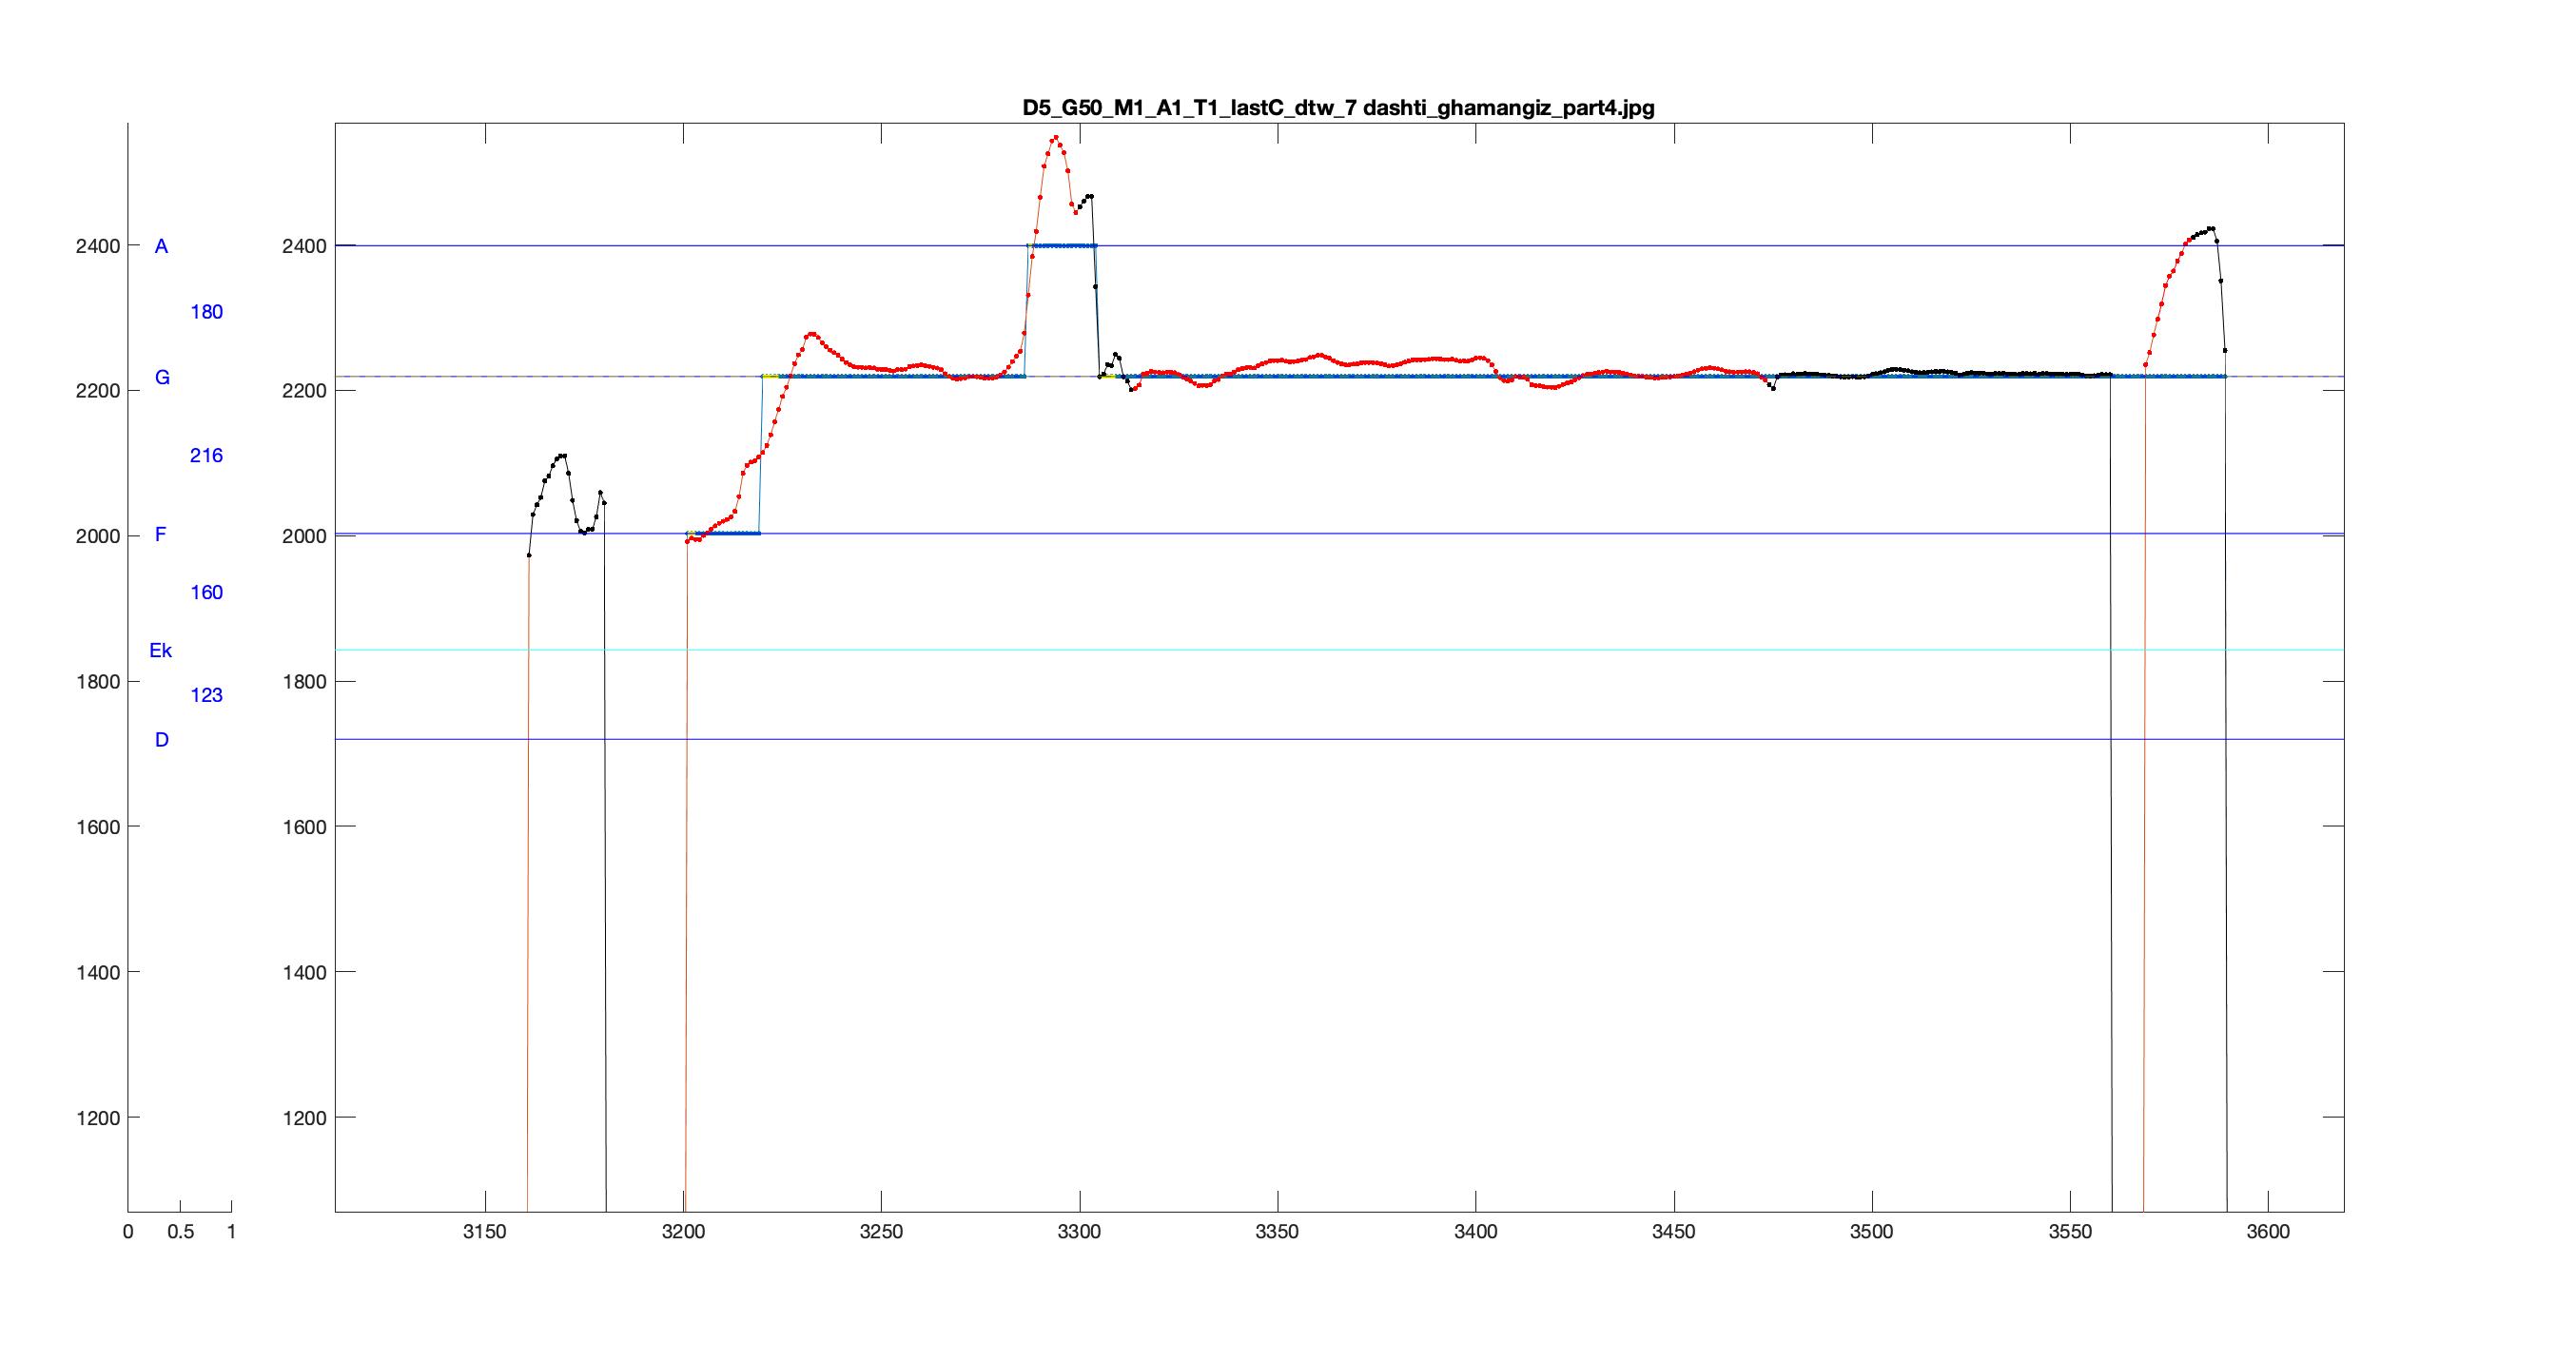 D5_G50_M1_A1_T1_lastC_dtw_7 dashti_ghamangiz_part4.jpg
2400 A 2400
180
2200 G 2200
216
2000 F 2000
160
Ek
1800 1800
123
D
1600 1600
1400 1400
1200 1200
0 0.5 1 3150 3200 3250 3300 3350 3400 3450 3500 3550 3600